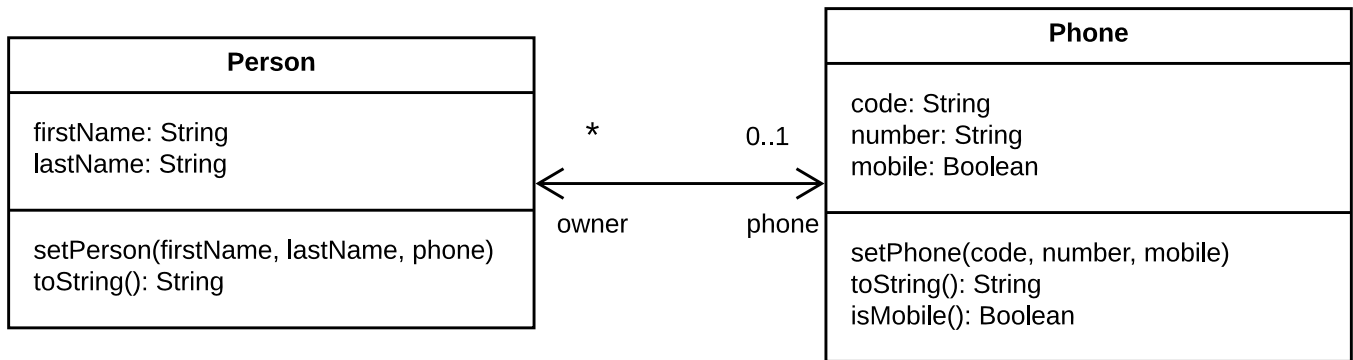 Person
firstName: String
lastName: String
setPerson(firstName, lastName, phone)
toString(): String
*
0..1
owner
phone
Phone
code: String
number: String
mobile: Boolean
setPhone(code, number, mobile)
toString(): String
isMobile(): Boolean